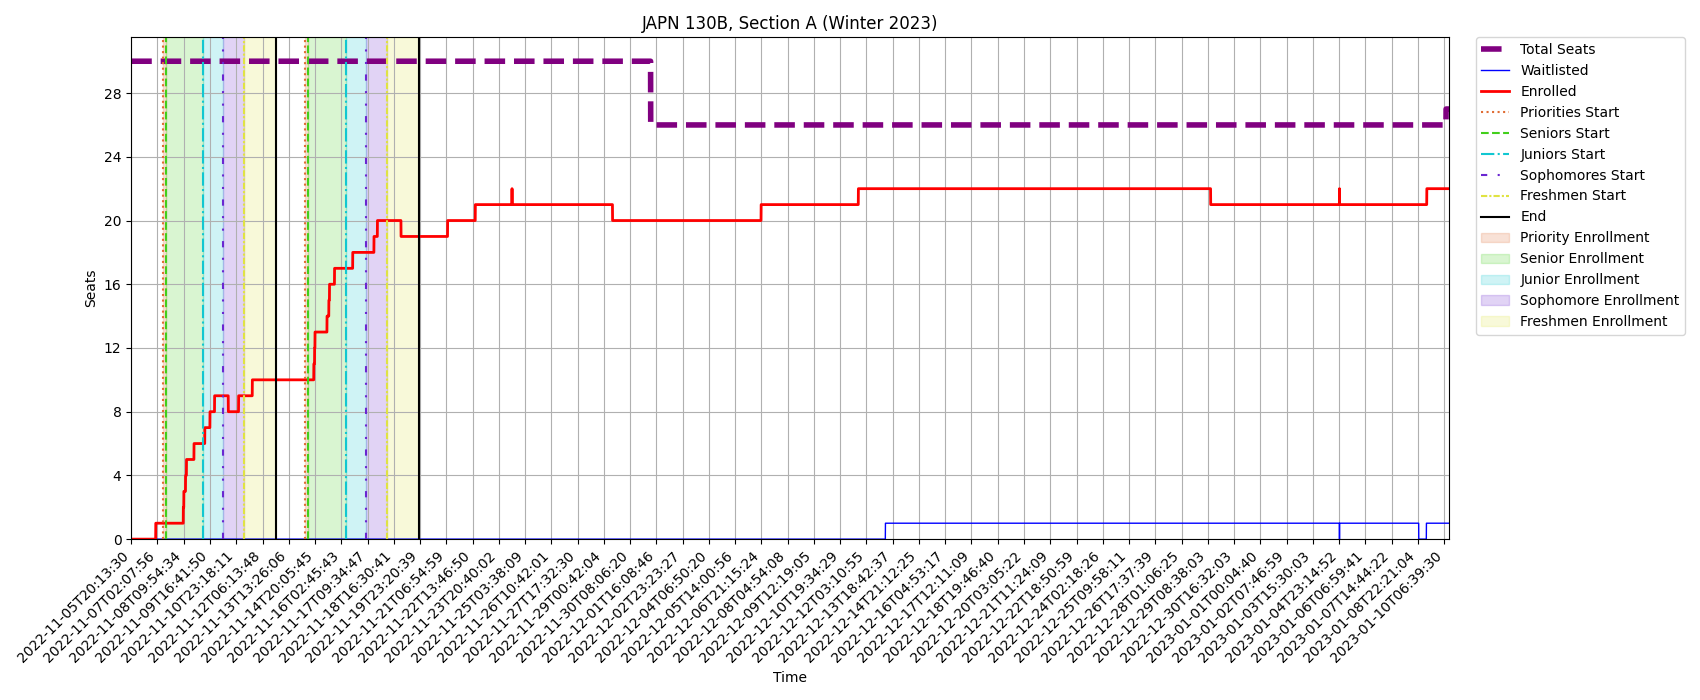 JAPN 130B, Section A (Winter 2023)
Seats
28
24
20
16
12
8
4
0
2022-11-05T20:13:30
2022-11-07T02:07:56
2022-11-08T09:54:34
2022-11-09T16:41:50
2022-11-10T23:18:11
2022-11-12T06:13:48
2022-11-13T13:26:06
2022-11-14T20:05:45
2022-11-16T02:45:43
2022-11-17T09:34:47
2022-11-18T16:30:41
2022-11-19T23:20:39
2022-11-21T06:54:59
2022-11-22T13:46:50
2022-11-23T20:40:02
2022-11-25T03:38:09
2022-11-26T10:42:01
2022-11-27T17:32:30
2022-11-29T00:42:04
2022-11-30T08:06:20
2022-12-01T16:08:46
2022-12-02T23:23:27
2022-12-04T06:50:20
2022-12-05T14:00:56
2022-12-06T21:15:24
2022-12-08T04:54:08
2022-12-09T12:19:05
2022-12-10T19:34:29
2022-12-12T03:10:55
2022-12-13T18:42:37
2022-12-14T21:12:25
2022-12-16T04:53:17
2022-12-17T12:11:09
2022-12-18T19:46:40
2022-12-20T03:05:22
2022-12-21T11:24:09
2022-12-22T18:50:59
2022-12-24T02:18:26
2022-12-25T09:58:11
2022-12-26T17:37:39
2022-12-28T01:06:25
2022-12-29T08:38:03
2022-12-30T16:32:03
2023-01-01T00:04:40
2023-01-02T07:46:59
2023-01-03T15:30:03
2023-01-04T23:14:52
2023-01-06T06:59:41
2023-01-07T14:44:22
2023-01-08T22:21:04
2023-01-10T06:39:30
Time
Total Seats
Waitlisted
Enrolled
Priorities Start
Seniors Start
Juniors Start
Sophomores Start
Freshmen Start
End
Priority Enrollment
Senior Enrollment
Junior Enrollment
Sophomore Enrollment
Freshmen Enrollment